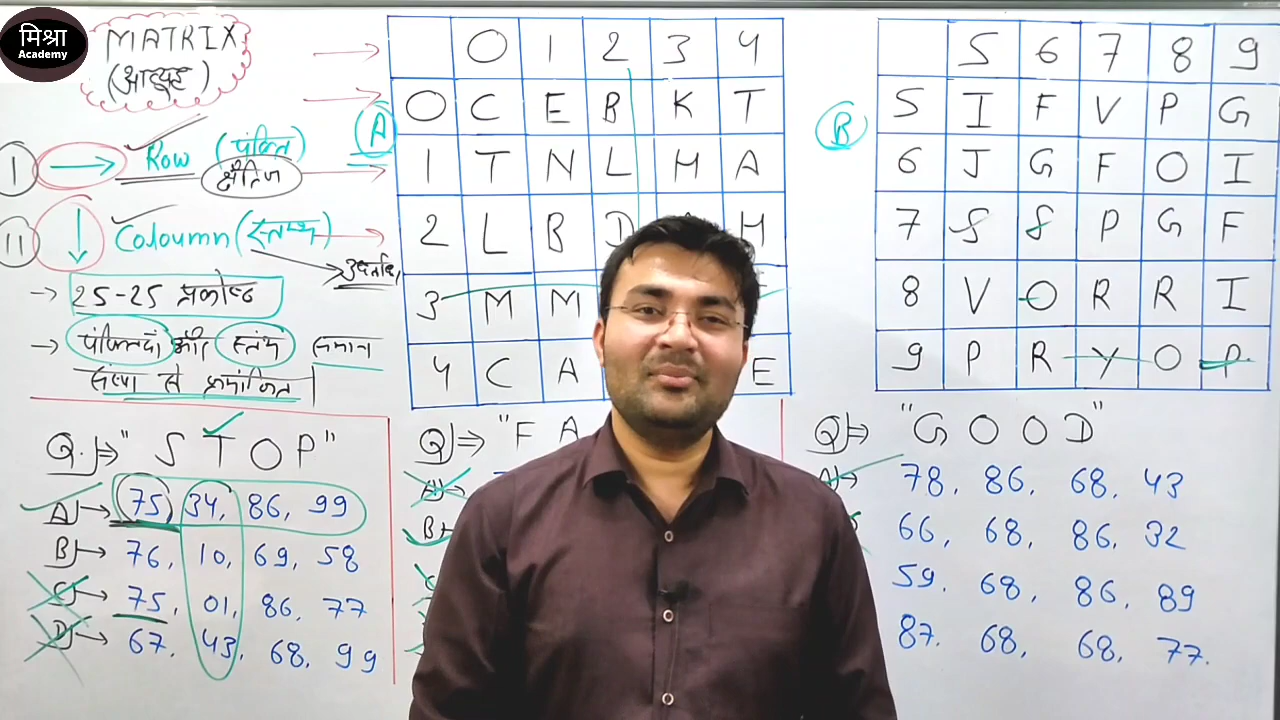 मिश्रा
Academy
MATRIX
(आव्यूह)
I → Row (पंक्ति)
क्षैतिज
II ↓ Coloumn (स्तम्भ)
→ 25-25 प्रकोष्ठ
→ पंक्तियों और स्तंभ समान
संख्या से प्रमाणित
A
0 1 2 3 4
0 C E B K T
1 T N L H A
2 L B D H
3 M M
4 C A E
B
5 6 7 8 9
5 I F V P G
6 J G F O I
7 S S P G F
8 V O R R I
9 P R Y O P
Q.⇒ "STOP"
A)→ 75, 34, 86, 99
B)→ 76, 10, 69, 58
C)→ 75, 01, 86, 77
D)→ 67, 43, 68, 99
Q)⇒ "F A
B)
Q)⇒ "GOOD"
A)→ 78, 86, 68, 43
66, 68, 86, 32
59, 68, 86, 89
87, 68, 68, 77.